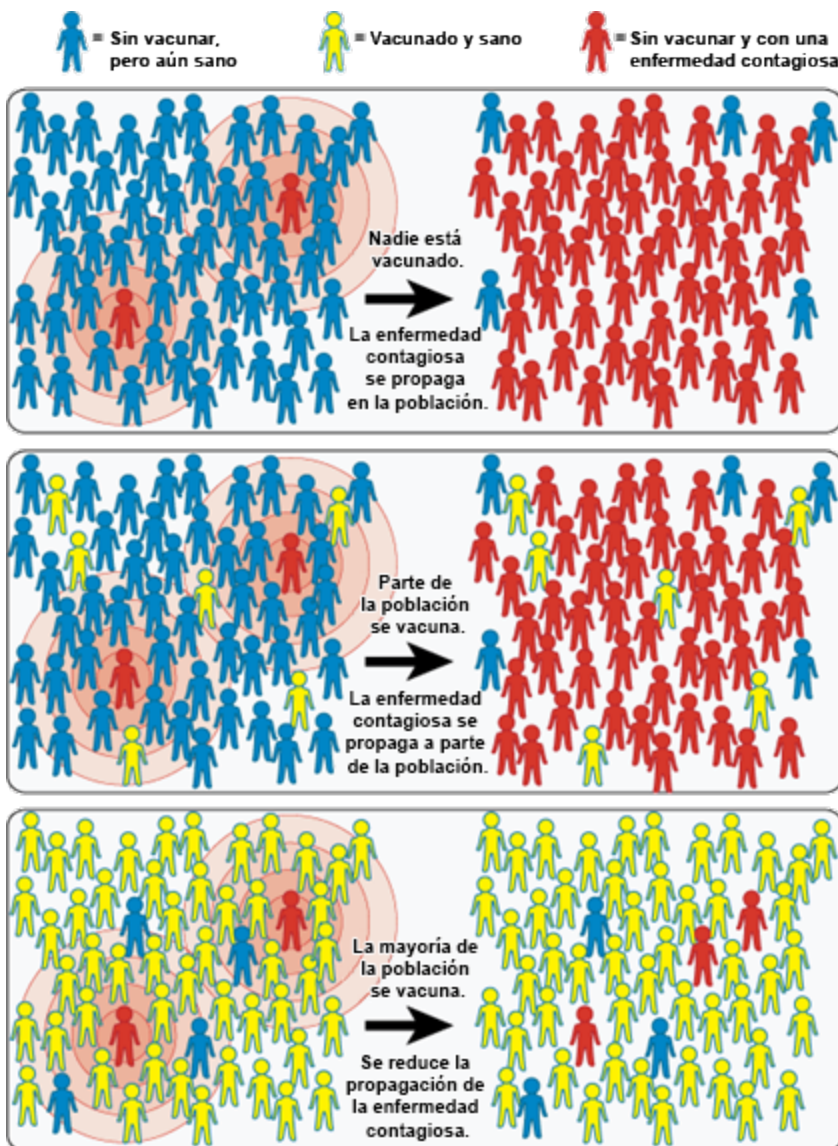 = Sin vacunar,
pero aún sano
= Vacunado y sano
= Sin vacunar y con una
enfermedad contagiosa
Nadie está
vacunado.
La enfermedad
contagiosa
se propaga
en la población.
Parte de
la población
se vacuna.
La enfermedad
contagiosa se
propaga a parte
de la población.
La mayoría de
la población
se vacuna.
Se reduce la
propagación de
la enfermedad
contagiosa.